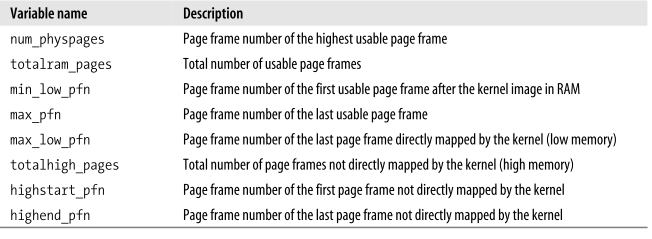 Variable name Description
num_physpages Page frame number of the highest usable page frame
totalram_pages Total number of usable page frames
min_low_pfn Page frame number of the first usable page frame after the kernel image in RAM
max_pfn Page frame number of the last usable page frame
max_low_pfn Page frame number of the last page frame directly mapped by the kernel (low memory)
totalhigh_pages Total number of page frames not directly mapped by the kernel (high memory)
highstart_pfn Page frame number of the first page frame not directly mapped by the kernel
highend_pfn Page frame number of the last page frame not directly mapped by the kernel